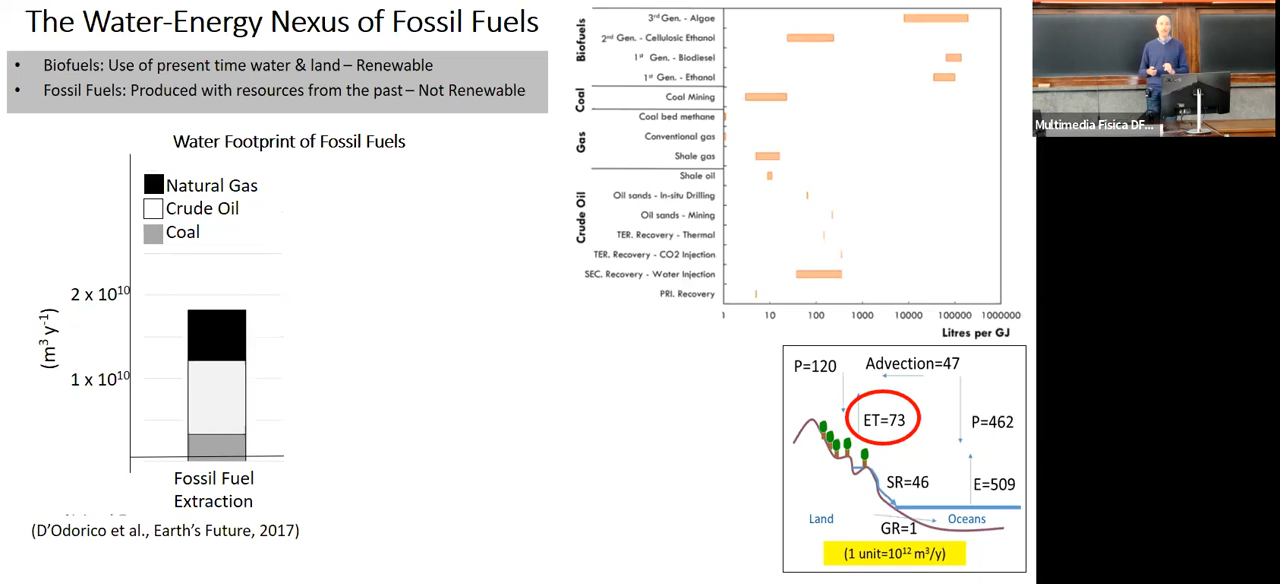 The Water-Energy Nexus of Fossil Fuels
• Biofuels: Use of present time water & land – Renewable
• Fossil Fuels: Produced with resources from the past – Not Renewable
Water Footprint of Fossil Fuels
Natural Gas
Crude Oil
Coal
2 x 10¹⁰
1 x 10¹⁰
(m³ y⁻¹)
Fossil Fuel
Extraction
(D'Odorico et al., Earth's Future, 2017)
Biofuels
3rd Gen. - Algae
2nd Gen. - Cellulosic Ethanol
1st Gen. - Biodiesel
1st Gen. - Ethanol
Coal
Coal Mining
Gas
Coal bed methane
Conventional gas
Shale gas
Crude Oil
Shale oil
Oil sands - In-situ Drilling
Oil sands - Mining
TER. Recovery - Thermal
TER. Recovery - CO2 Injection
SEC. Recovery - Water Injection
PRI. Recovery
1 10 100 1000 10000 100000 1000000
Litres per GJ
P=120
Advection=47
ET=73
P=462
SR=46
E=509
Land
GR=1
Oceans
(1 unit=10¹² m³/y)
Multimedia Fisica DF...